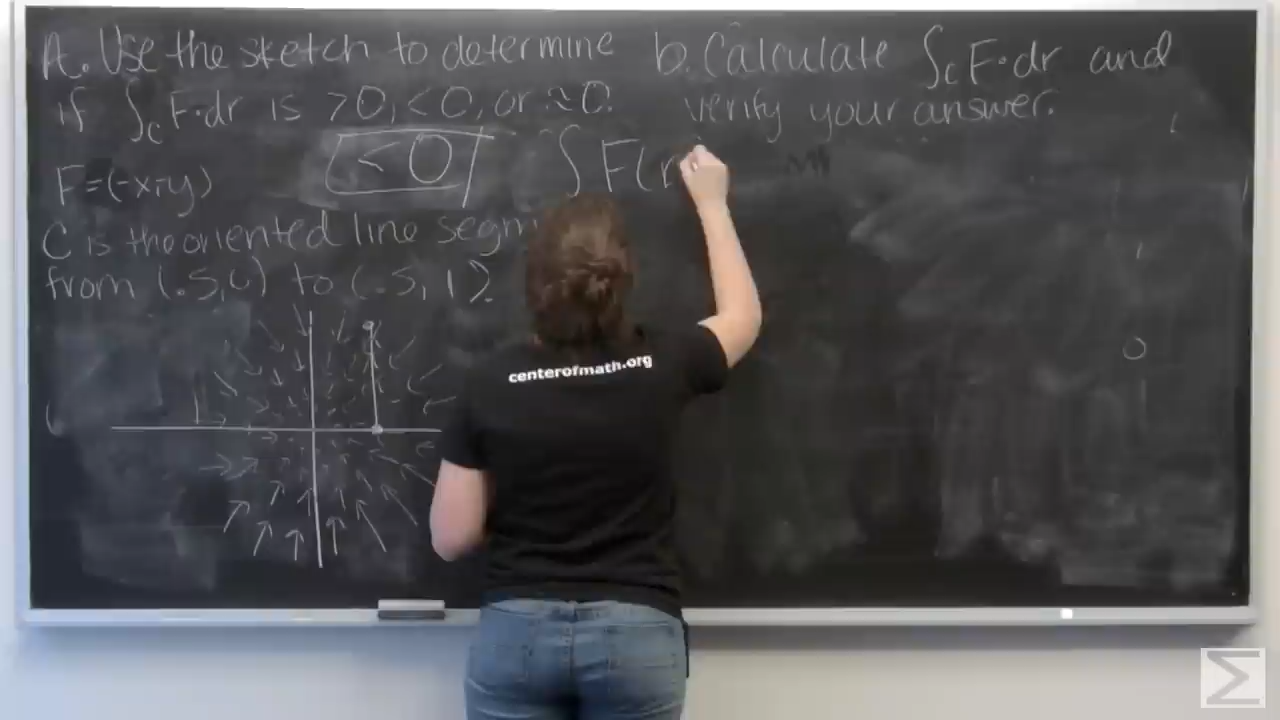 A. Use the sketch to determine
if ∫_C F·dr is >0, <0, or ≈0.
<0
F=(-x,-y)
C is the oriented line segm
from (.5,0) to (.5,1).
b. Calculate ∫_C F·dr and
verify your answer.
∫ F(r
centerofmath.org
Σ